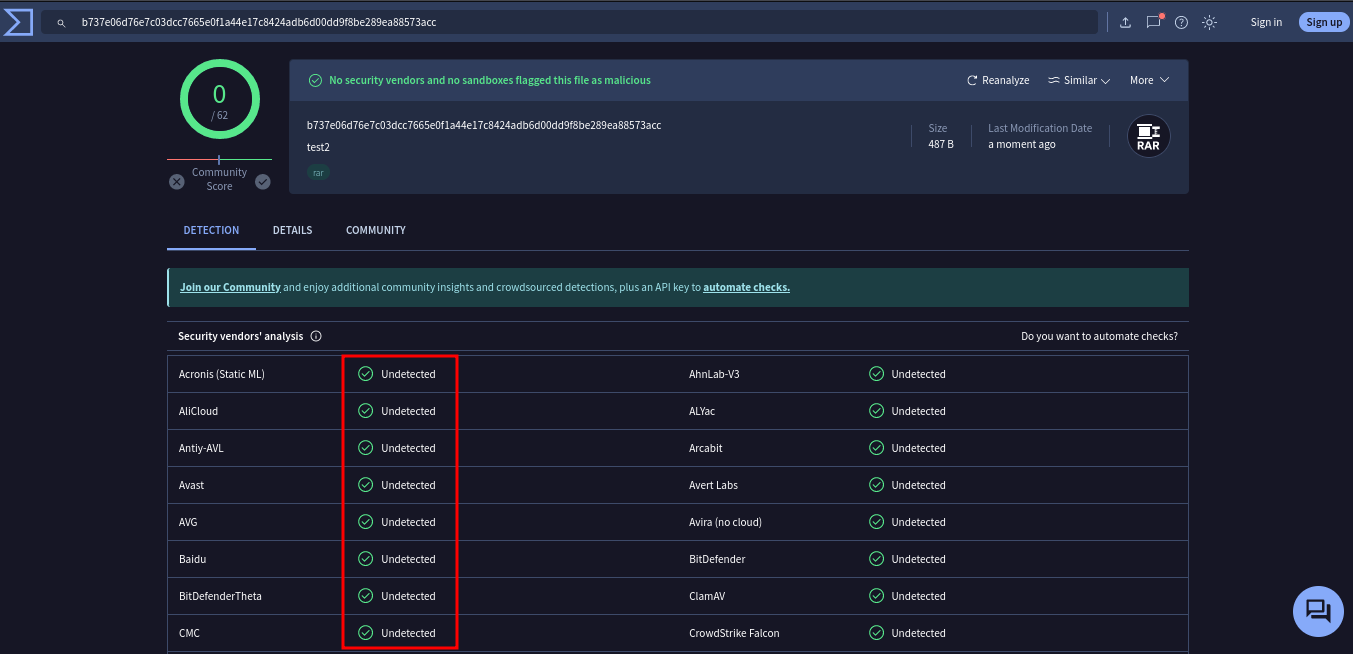 b737e06d76e7c03dcc7665e0f1a44e17c8424adb6d00dd9f8be289ea88573acc
Sign in
Sign up
0
/ 62
Community
Score
No security vendors and no sandboxes flagged this file as malicious
Reanalyze
Similar
More
b737e06d76e7c03dcc7665e0f1a44e17c8424adb6d00dd9f8be289ea88573acc
test2
rar
Size
487 B
Last Modification Date
a moment ago
RAR
DETECTION
DETAILS
COMMUNITY
Join our Community and enjoy additional community insights and crowdsourced detections, plus an API key to automate checks.
Security vendors' analysis
Do you want to automate checks?
Acronis (Static ML) Undetected AhnLab-V3 Undetected
AliCloud Undetected ALYac Undetected
Antiy-AVL Undetected Arcabit Undetected
Avast Undetected Avert Labs Undetected
AVG Undetected Avira (no cloud) Undetected
Baidu Undetected BitDefender Undetected
BitDefenderTheta Undetected ClamAV Undetected
CMC Undetected CrowdStrike Falcon Undetected